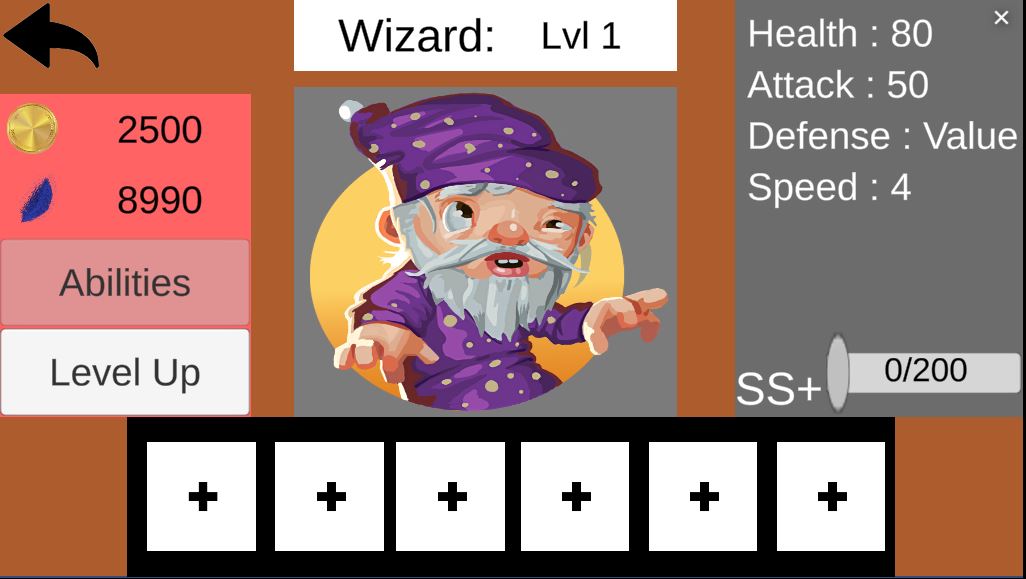 Wizard: Lvl 1
2500
8990
Abilities
Level Up
Health : 80
Attack : 50
Defense : Value
Speed : 4
SS+ 0/200
+ + + + + +